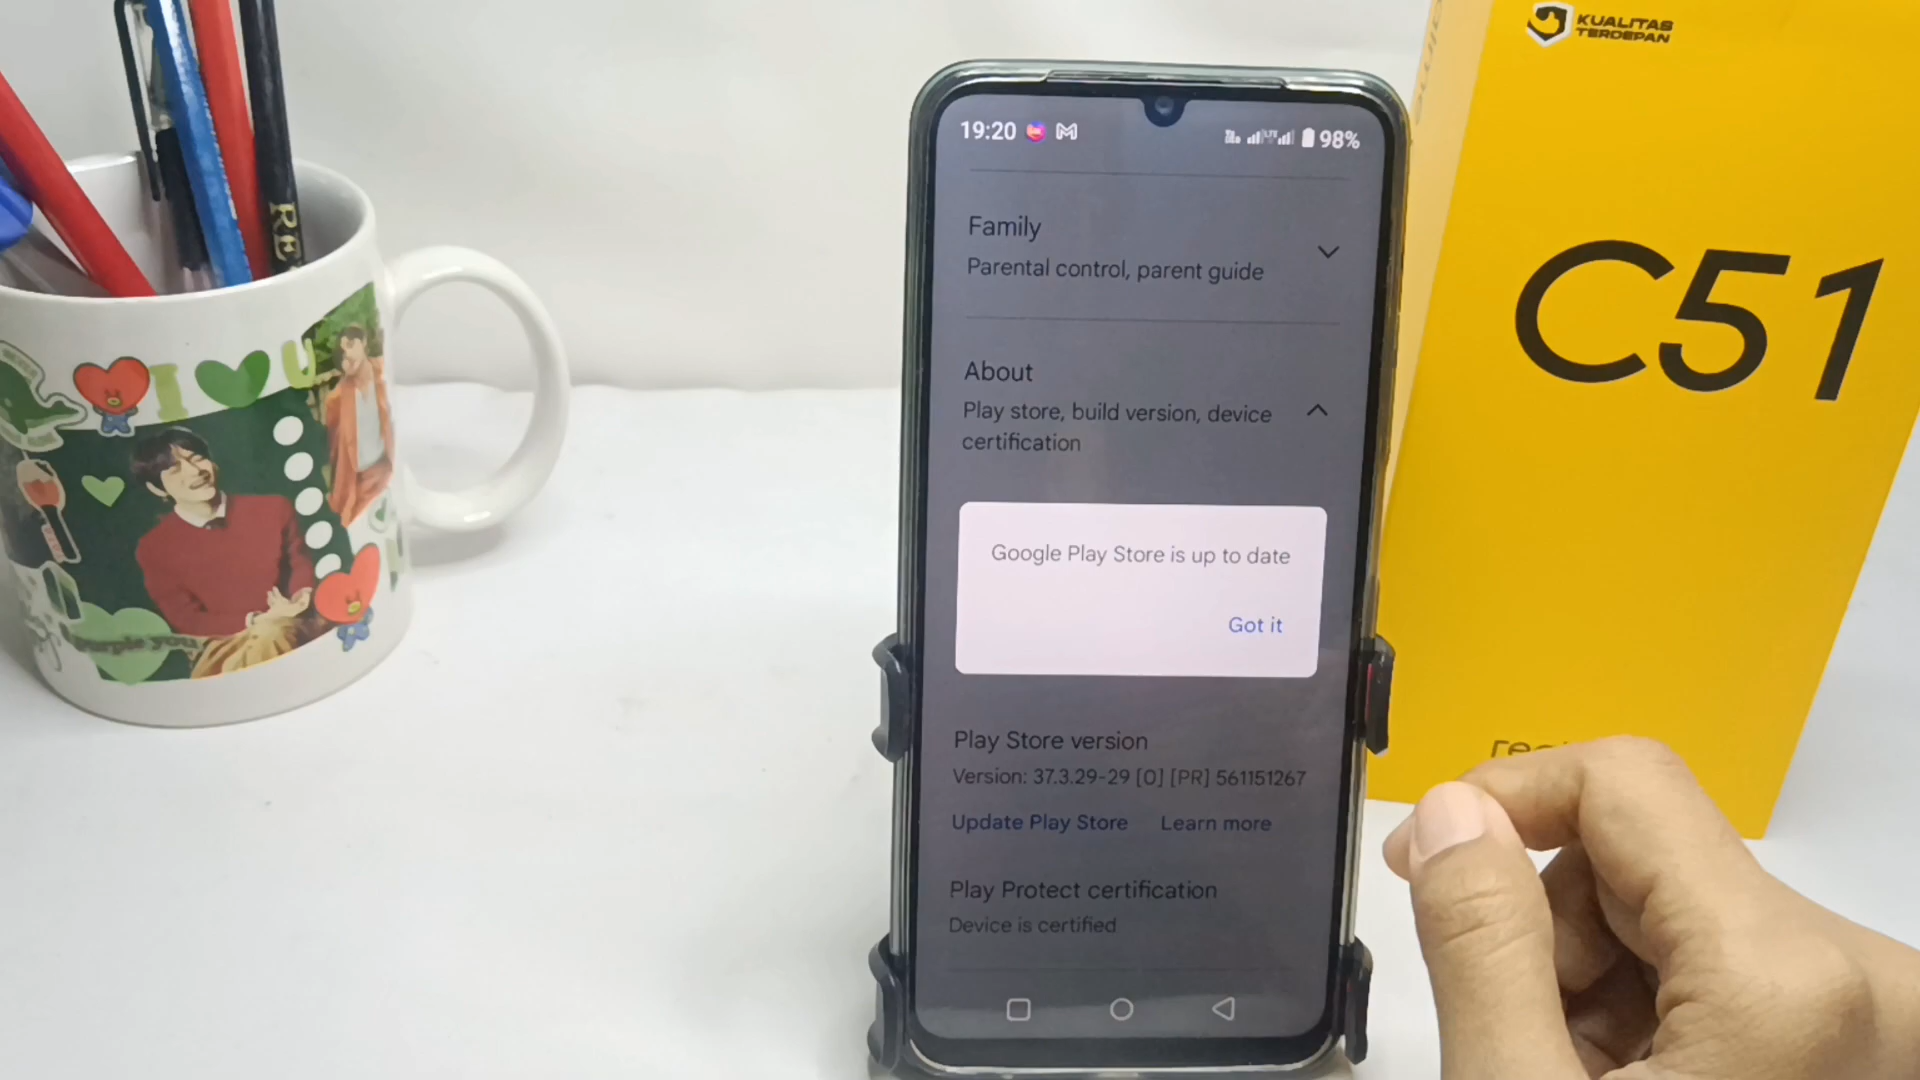 KUALITAS
TERDEPAN
C51
19:20
98%
Family
Parental control, parent guide
About
Play store, build version, device
certification
Google Play Store is up to date
Got it
Play Store version
Version: 37.3.29-29 [0] [PR] 561151267
Update Play Store Learn more
Play Protect certification
Device is certified
I U